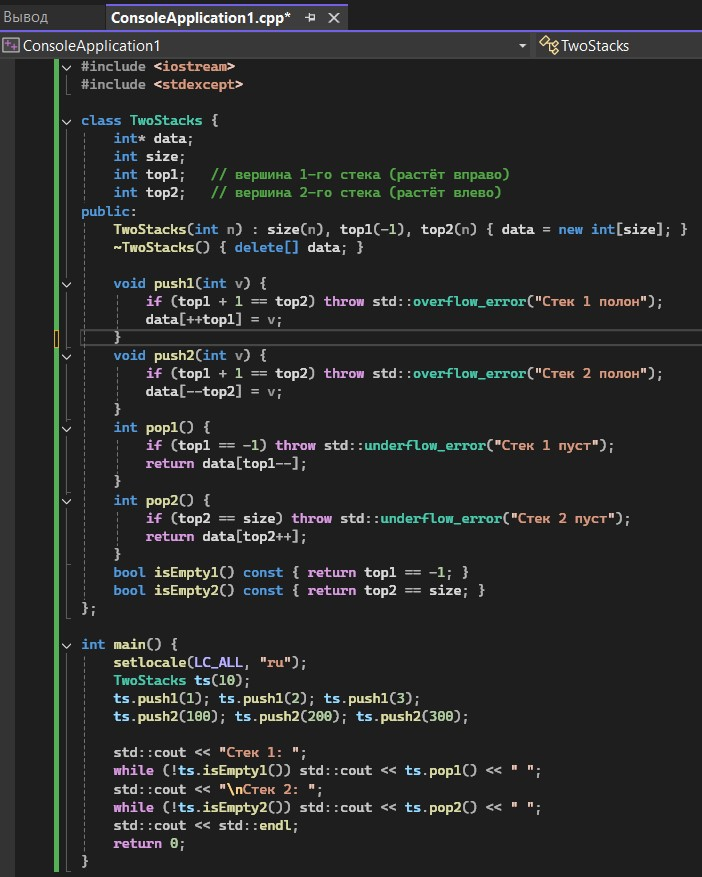 Вывод
ConsoleApplication1.cpp*
ConsoleApplication1
TwoStacks
#include <iostream>
#include <stdexcept>
class TwoStacks {
int* data;
int size;
int top1;   // вершина 1-го стека (растёт вправо)
int top2;   // вершина 2-го стека (растёт влево)
public:
TwoStacks(int n) : size(n), top1(-1), top2(n) { data = new int[size]; }
~TwoStacks() { delete[] data; }
void push1(int v) {
if (top1 + 1 == top2) throw std::overflow_error("Стек 1 полон");
data[++top1] = v;
}
void push2(int v) {
if (top1 + 1 == top2) throw std::overflow_error("Стек 2 полон");
data[--top2] = v;
}
int pop1() {
if (top1 == -1) throw std::underflow_error("Стек 1 пуст");
return data[top1--];
}
int pop2() {
if (top2 == size) throw std::underflow_error("Стек 2 пуст");
return data[top2++];
}
bool isEmpty1() const { return top1 == -1; }
bool isEmpty2() const { return top2 == size; }
};
int main() {
setlocale(LC_ALL, "ru");
TwoStacks ts(10);
ts.push1(1); ts.push1(2); ts.push1(3);
ts.push2(100); ts.push2(200); ts.push2(300);
std::cout << "Стек 1: ";
while (!ts.isEmpty1()) std::cout << ts.pop1() << " ";
std::cout << "\nСтек 2: ";
while (!ts.isEmpty2()) std::cout << ts.pop2() << " ";
std::cout << std::endl;
return 0;
}